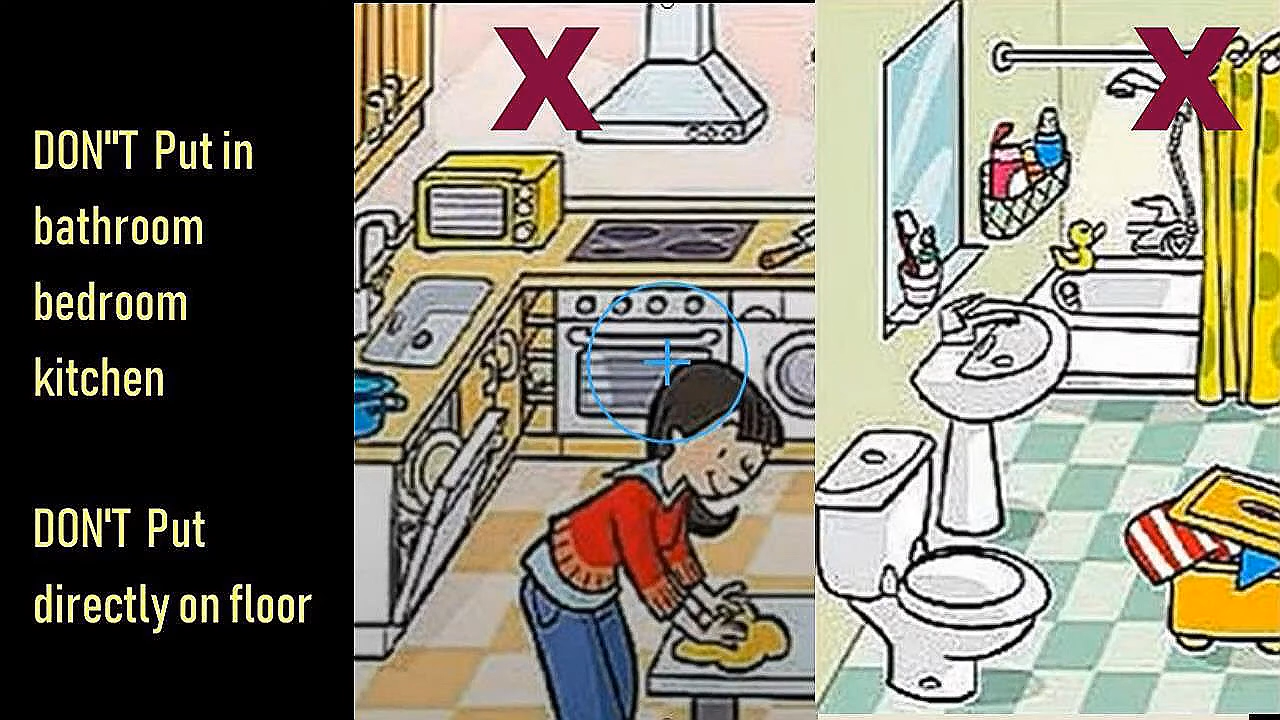 DON"T Put in
bathroom
bedroom
kitchen
DON'T Put
directly on floor
X
X